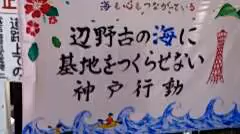 海も心もつながっている
辺野古の海に
基地をつくらせない
神戸行動